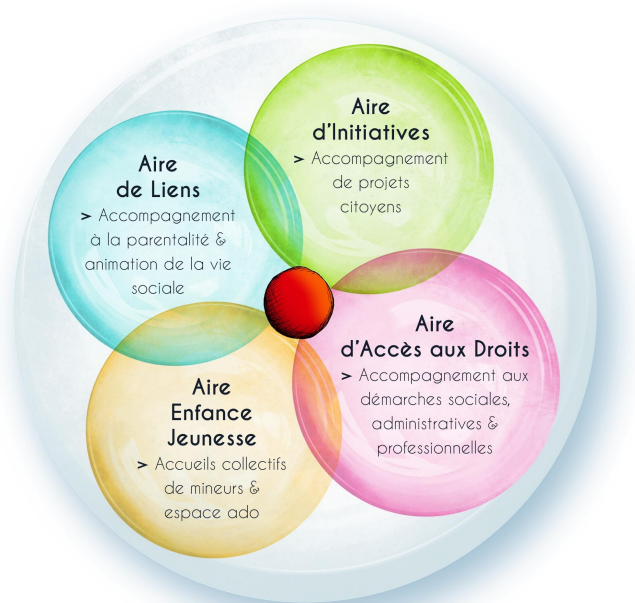 Aire
d'Initiatives
> Accompagnement
de projets
citoyens
Aire
de Liens
> Accompagnement
à la parentalité &
animation de la vie
sociale
Aire
d'Accès aux Droits
> Accompagnement aux
démarches sociales,
administratives &
professionnelles
Aire
Enfance
Jeunesse
> Accueils collectifs
de mineurs &
espace ado